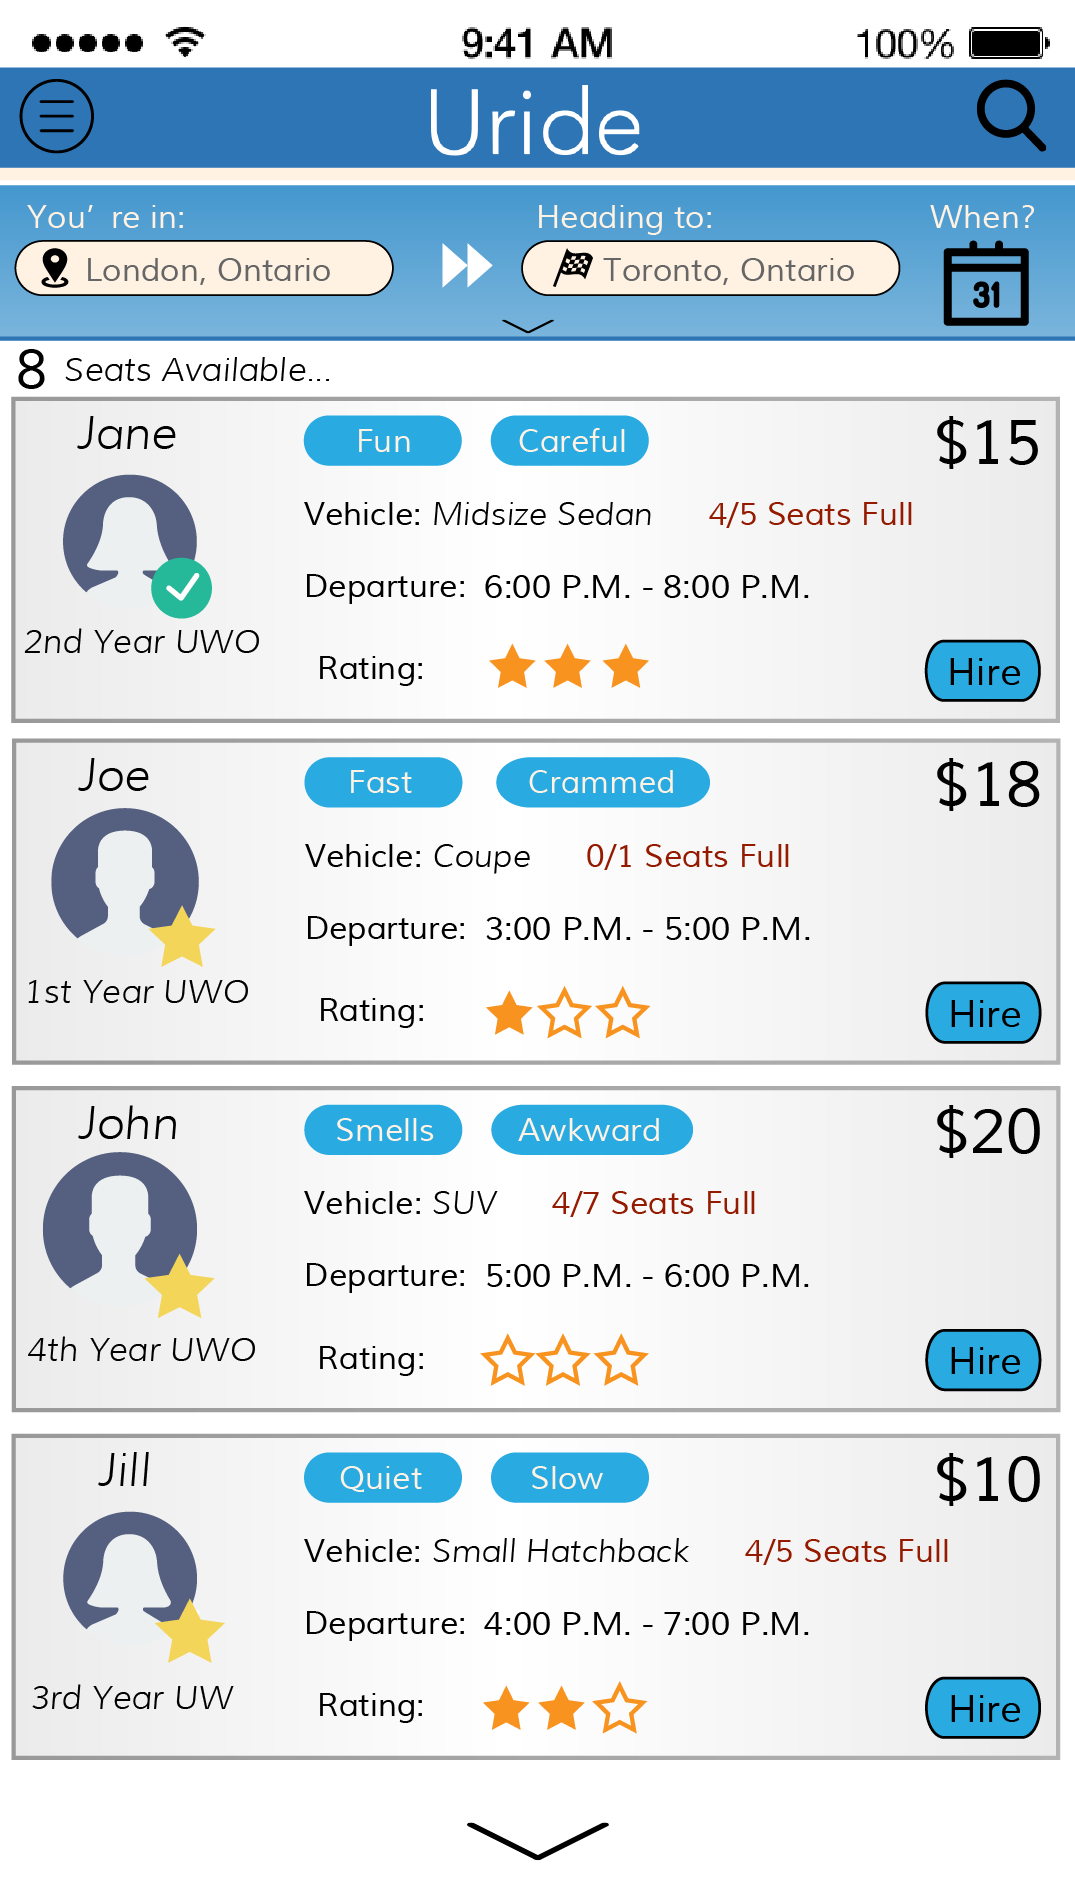 9:41 AM
100%
Uride
You’ re in:
Heading to:
When?
London, Ontario
Toronto, Ontario
31
8 Seats Available...
Jane
Fun
Careful
$15
Vehicle: Midsize Sedan
4/5 Seats Full
Departure: 6:00 P.M. - 8:00 P.M.
2nd Year UWO
Rating:
Hire
Joe
Fast
Crammed
$18
Vehicle: Coupe
0/1 Seats Full
Departure: 3:00 P.M. - 5:00 P.M.
1st Year UWO
Rating:
Hire
John
Smells
Awkward
$20
Vehicle: SUV
4/7 Seats Full
Departure: 5:00 P.M. - 6:00 P.M.
4th Year UWO
Rating:
Hire
Jill
Quiet
Slow
$10
Vehicle: Small Hatchback
4/5 Seats Full
Departure: 4:00 P.M. - 7:00 P.M.
3rd Year UW
Rating:
Hire